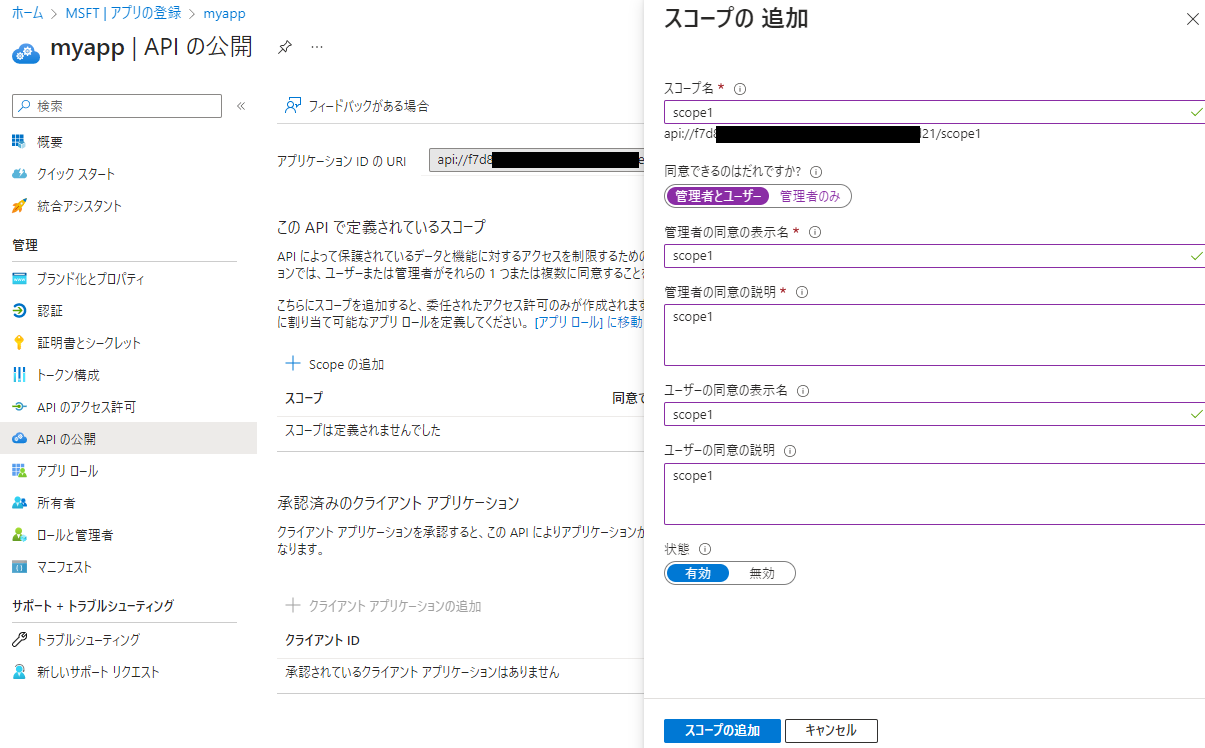 ホーム > MSFT | アプリの登録 > myapp
myapp | API の公開
検索
概要
クイック スタート
統合アシスタント
管理
ブランド化とプロパティ
認証
証明書とシークレット
トークン構成
API のアクセス許可
API の公開
アプリ ロール
所有者
ロールと管理者
マニフェスト
サポート + トラブルシューティング
トラブルシューティング
新しいサポート リクエスト
フィードバックがある場合
アプリケーション ID の URI api://f7d8
この API で定義されているスコープ
API によって保護されているデータと機能に対するアクセスを制限するための
ョンでは、ユーザーまたは管理者がそれらの 1 つまたは複数に同意することを
こちらにスコープを追加すると、委任されたアクセス許可のみが作成されます
に割り当て可能なアプリ ロールを定義してください。[アプリ ロール] に移動
Scope の追加
スコープ 同意で
スコープは定義されませんでした
承認済みのクライアント アプリケーション
クライアント アプリケーションを承認すると、この API によりアプリケーションが
なります。
クライアント アプリケーションの追加
クライアント ID
承認されているクライアント アプリケーションはありません
スコープの 追加
スコープ名 *
scope1
api://f7d8 d21/scope1
同意できるのはだれですか?
管理者とユーザー 管理者のみ
管理者の同意の表示名 *
scope1
管理者の同意の説明 *
scope1
ユーザーの同意の表示名
scope1
ユーザーの同意の説明
scope1
状態
有効 無効
スコープの追加 キャンセル